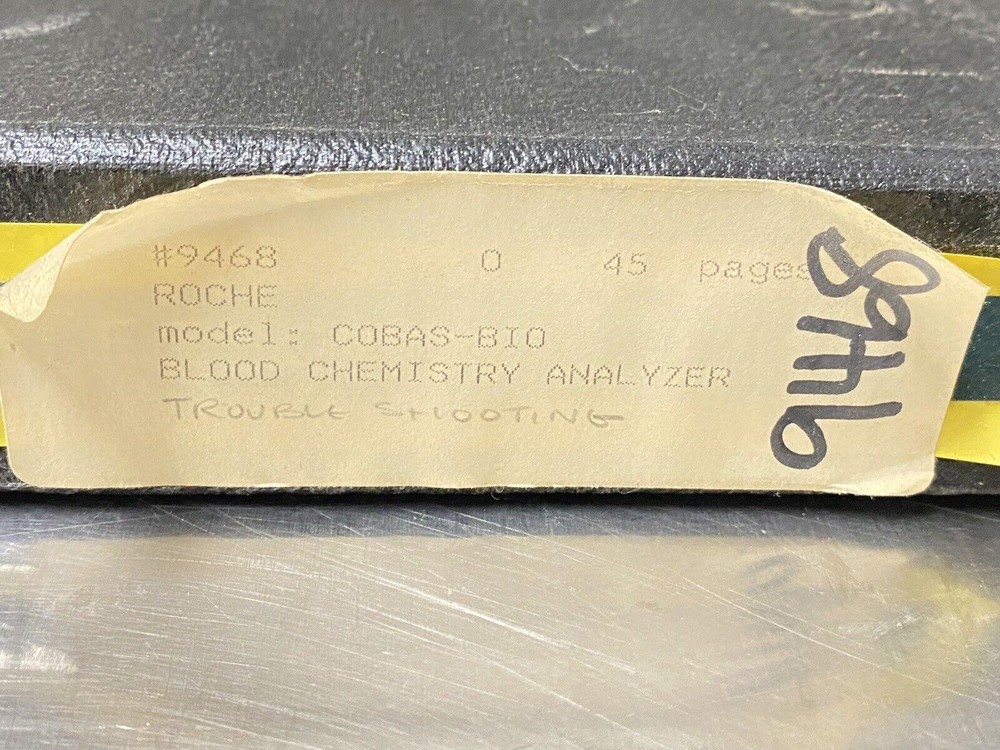 #9468 0 45 pages
ROCHE
model: COBAS-BIO
BLOOD CHEMISTRY ANALYZER
TROUBLE SHOOTING
9468